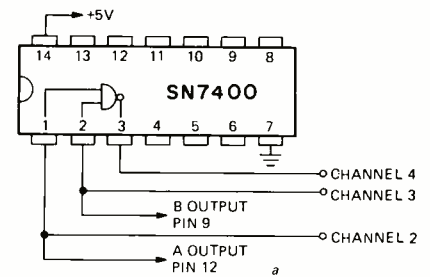 +5V
14 13 12 11 10 9 8
SN7400
1 2 3 4 5 6 7
CHANNEL 4
CHANNEL 3
B OUTPUT
PIN 9
CHANNEL 2
A OUTPUT
PIN 12
a